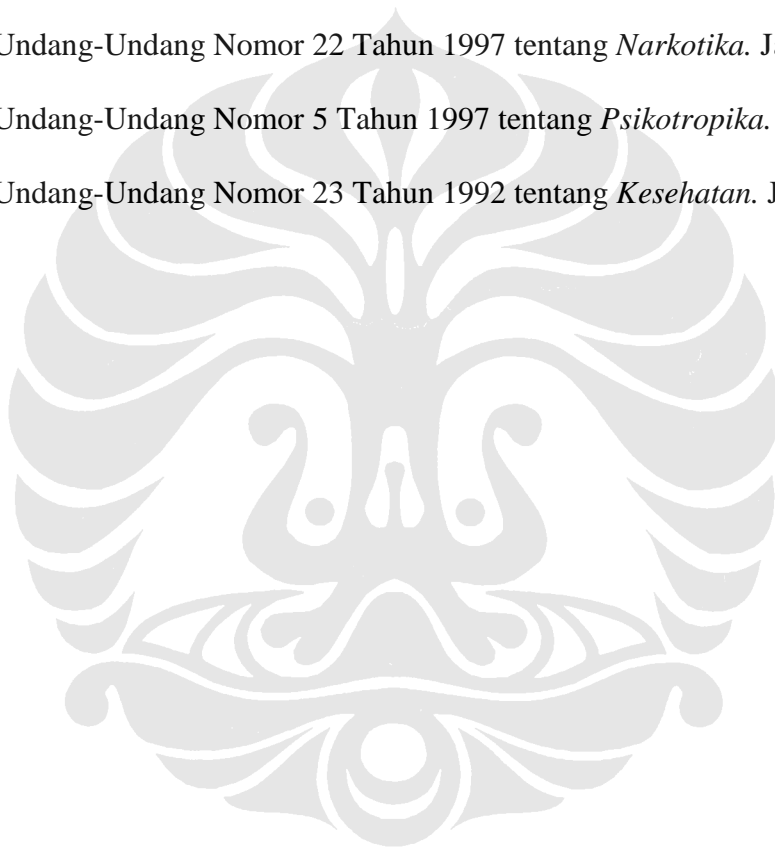 Undang-Undang Nomor 22 Tahun 1997 tentang Narkotika. J
Undang-Undang Nomor 5 Tahun 1997 tentang Psikotropika.
Undang-Undang Nomor 23 Tahun 1992 tentang Kesehatan. J